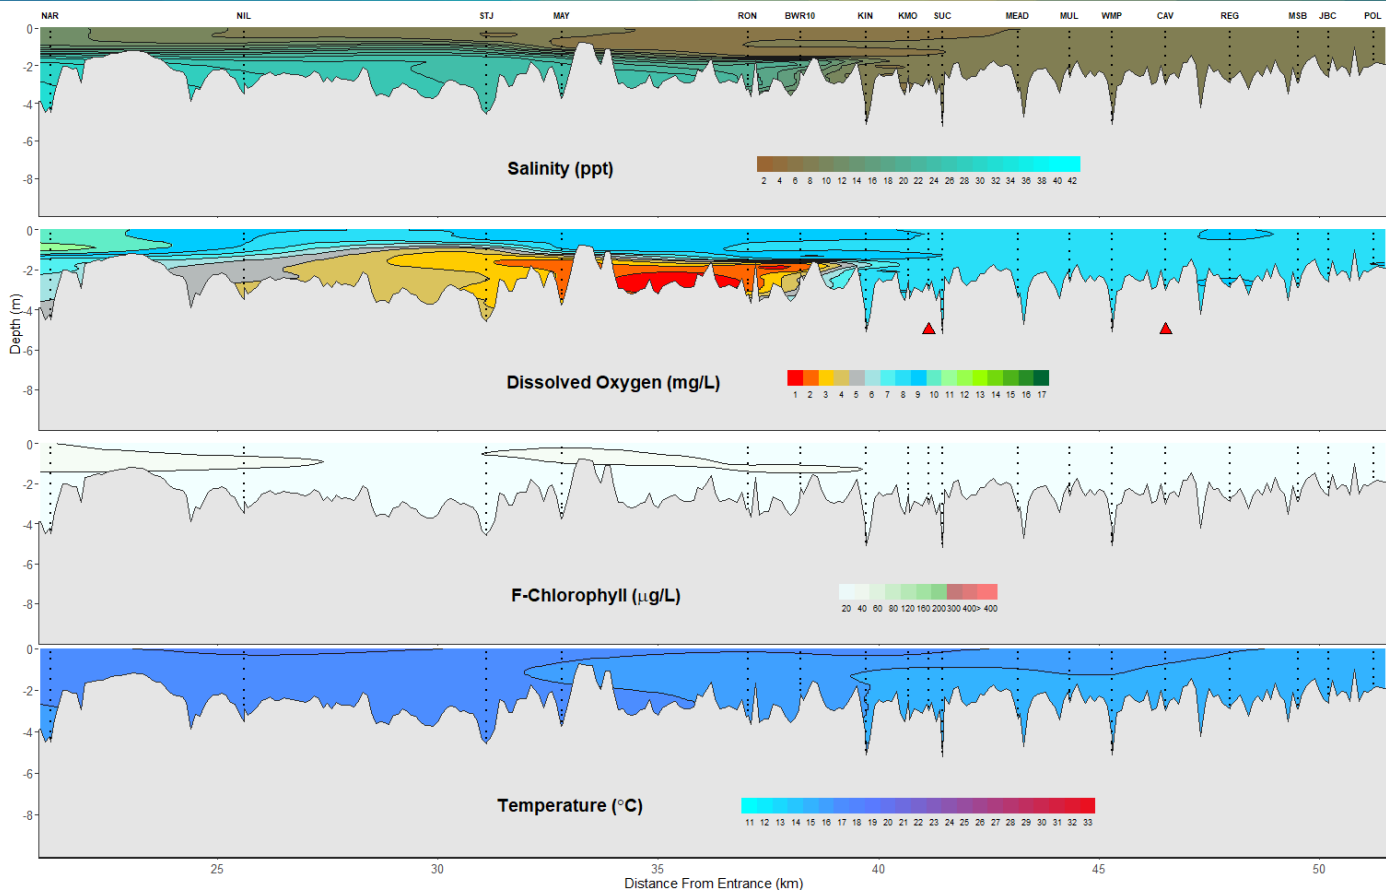 NAR NIL STJ MAY RON BWR10 KIN KMO SUC MEAD MUL WMP CAV REG MSB JBC POL
0
-2
-4
-6
-8
Salinity (ppt)
2 4 6 8 10 12 14 16 18 20 22 24 26 28 30 32 34 36 38 40 42
0
-2
-4
-6
-8
Dissolved Oxygen (mg/L)
1 2 3 4 5 6 7 8 9 10 11 12 13 14 15 16 17
Depth (m)
0
-2
-4
-6
-8
F-Chlorophyll (μg/L)
20 40 60 80 120 160 200 300 400 > 400
0
-2
-4
-6
-8
Temperature (°C)
11 12 13 14 15 16 17 18 19 20 21 22 23 24 25 26 27 28 29 30 31 32 33
25 30 35 40 45 50
Distance From Entrance (km)